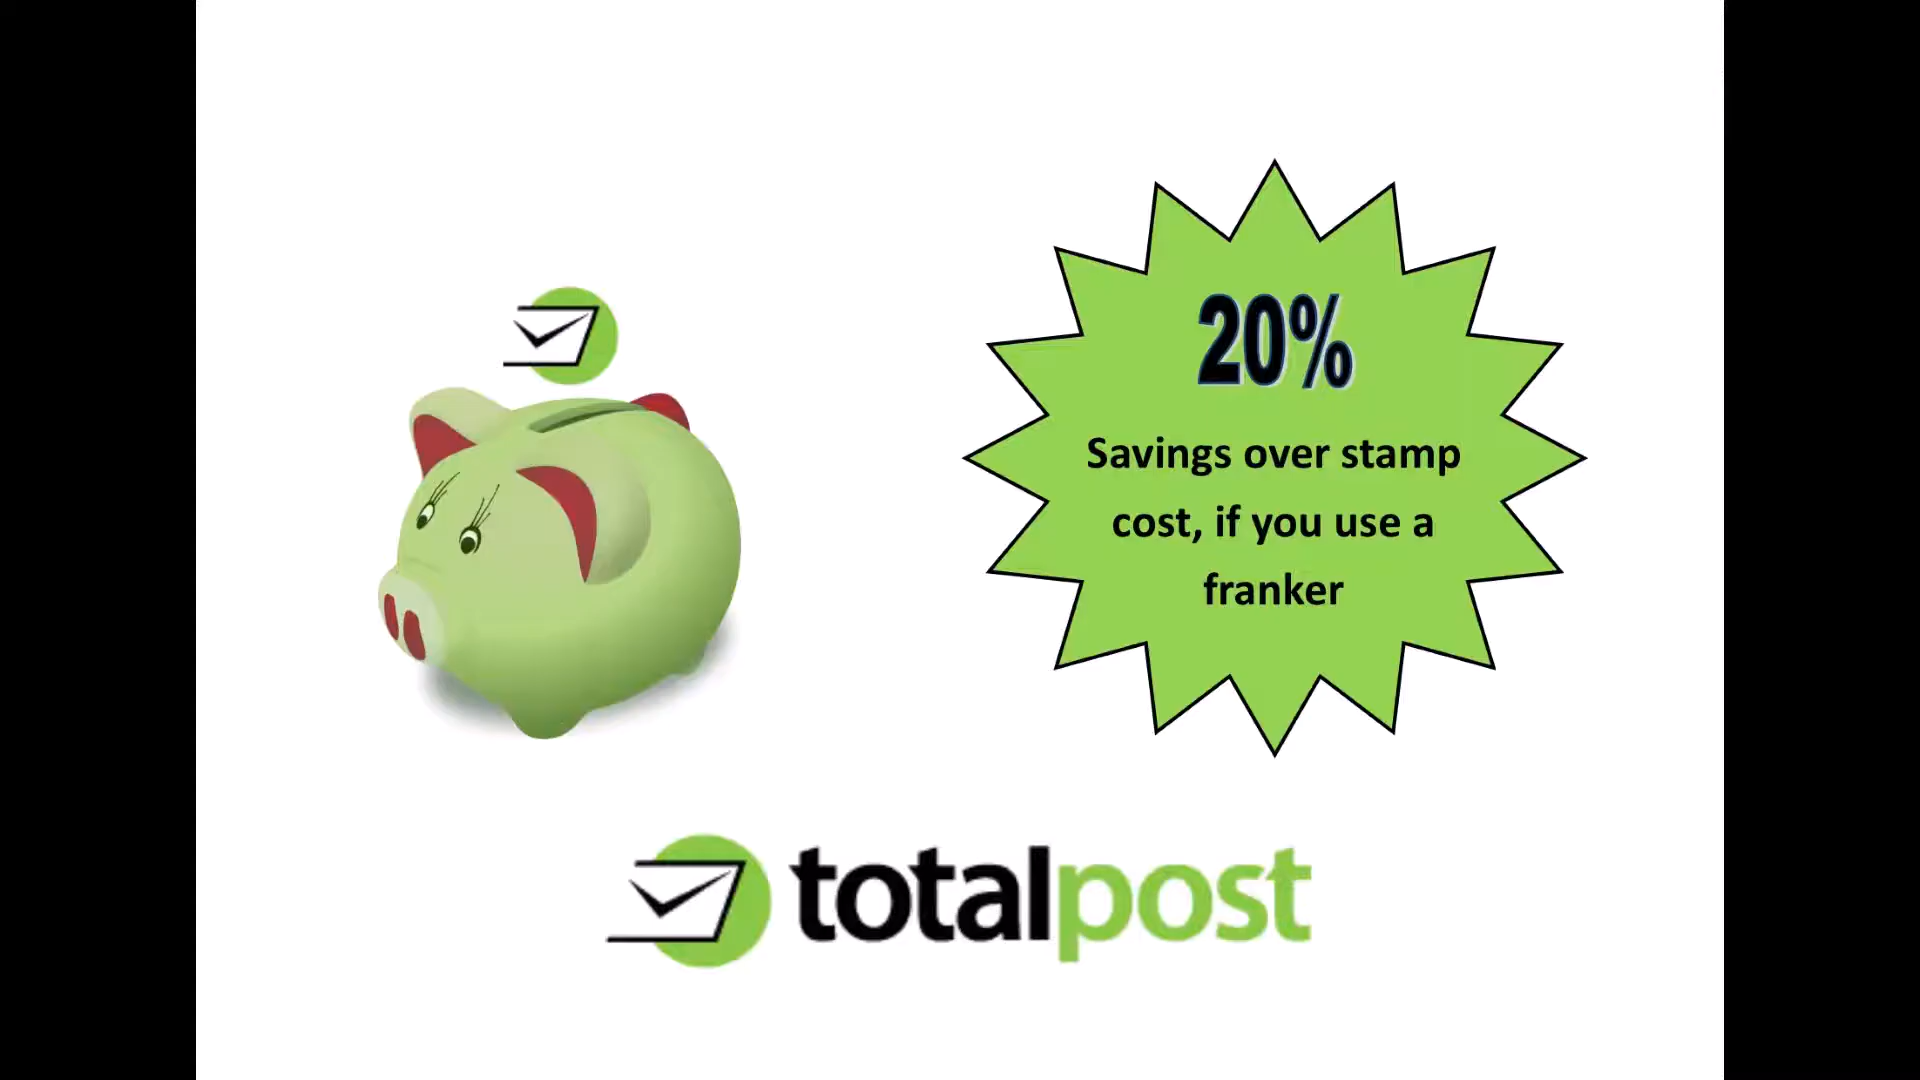 20%
Savings over stamp
cost, if you use a
franker
totalpost